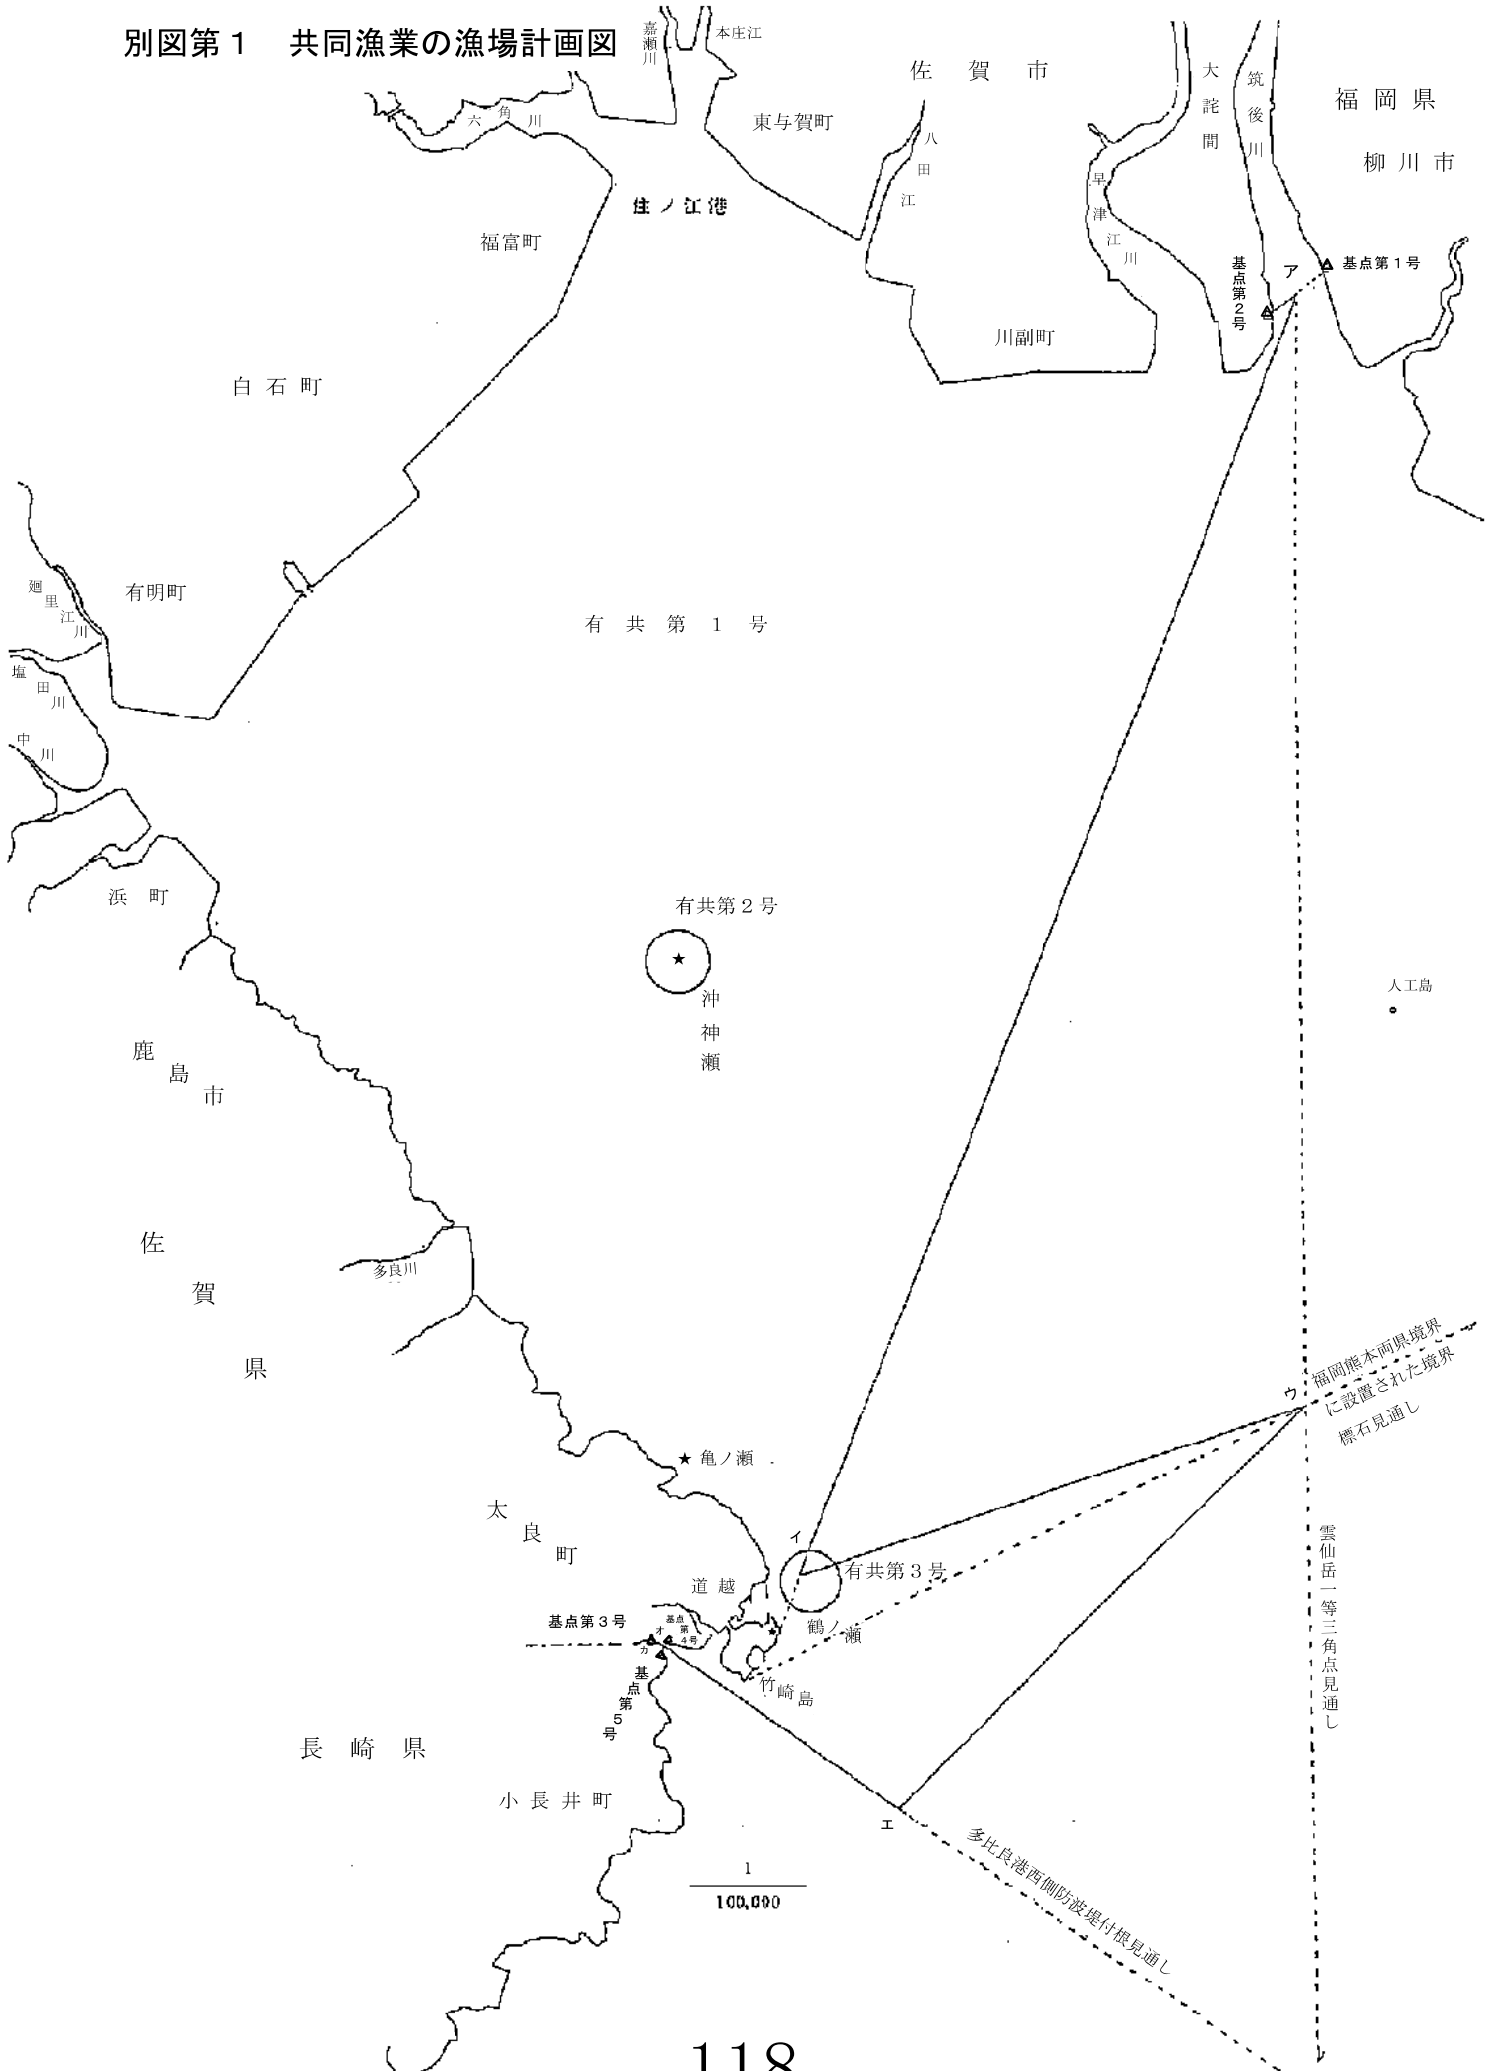 別図第１　共同漁業の漁場計画図
嘉瀬川
本庄江
佐賀市
大詫間
筑後川
福岡県
柳川市
六角川
東与賀町
八田江
早津江川
住ノ江港
福富町
基点第２号
ア
基点第１号
川副町
白石町
廻里江川
有明町
有共第１号
塩田川
中川
浜町
有共第２号
沖神瀬
人工島
鹿島市
佐賀県
多良川
福岡熊本両県境界
に設置された境界
標石見通し
ウ
亀ノ瀬
太良町
イ
有共第３号
道越
鶴ノ瀬
基点第３号
オ
基点第４号
カ
基点第５号
竹崎島
雲仙岳一等三角点見通し
長崎県
小長井町
エ
多比良港西側防波堤付根見通し
1
100,000
118